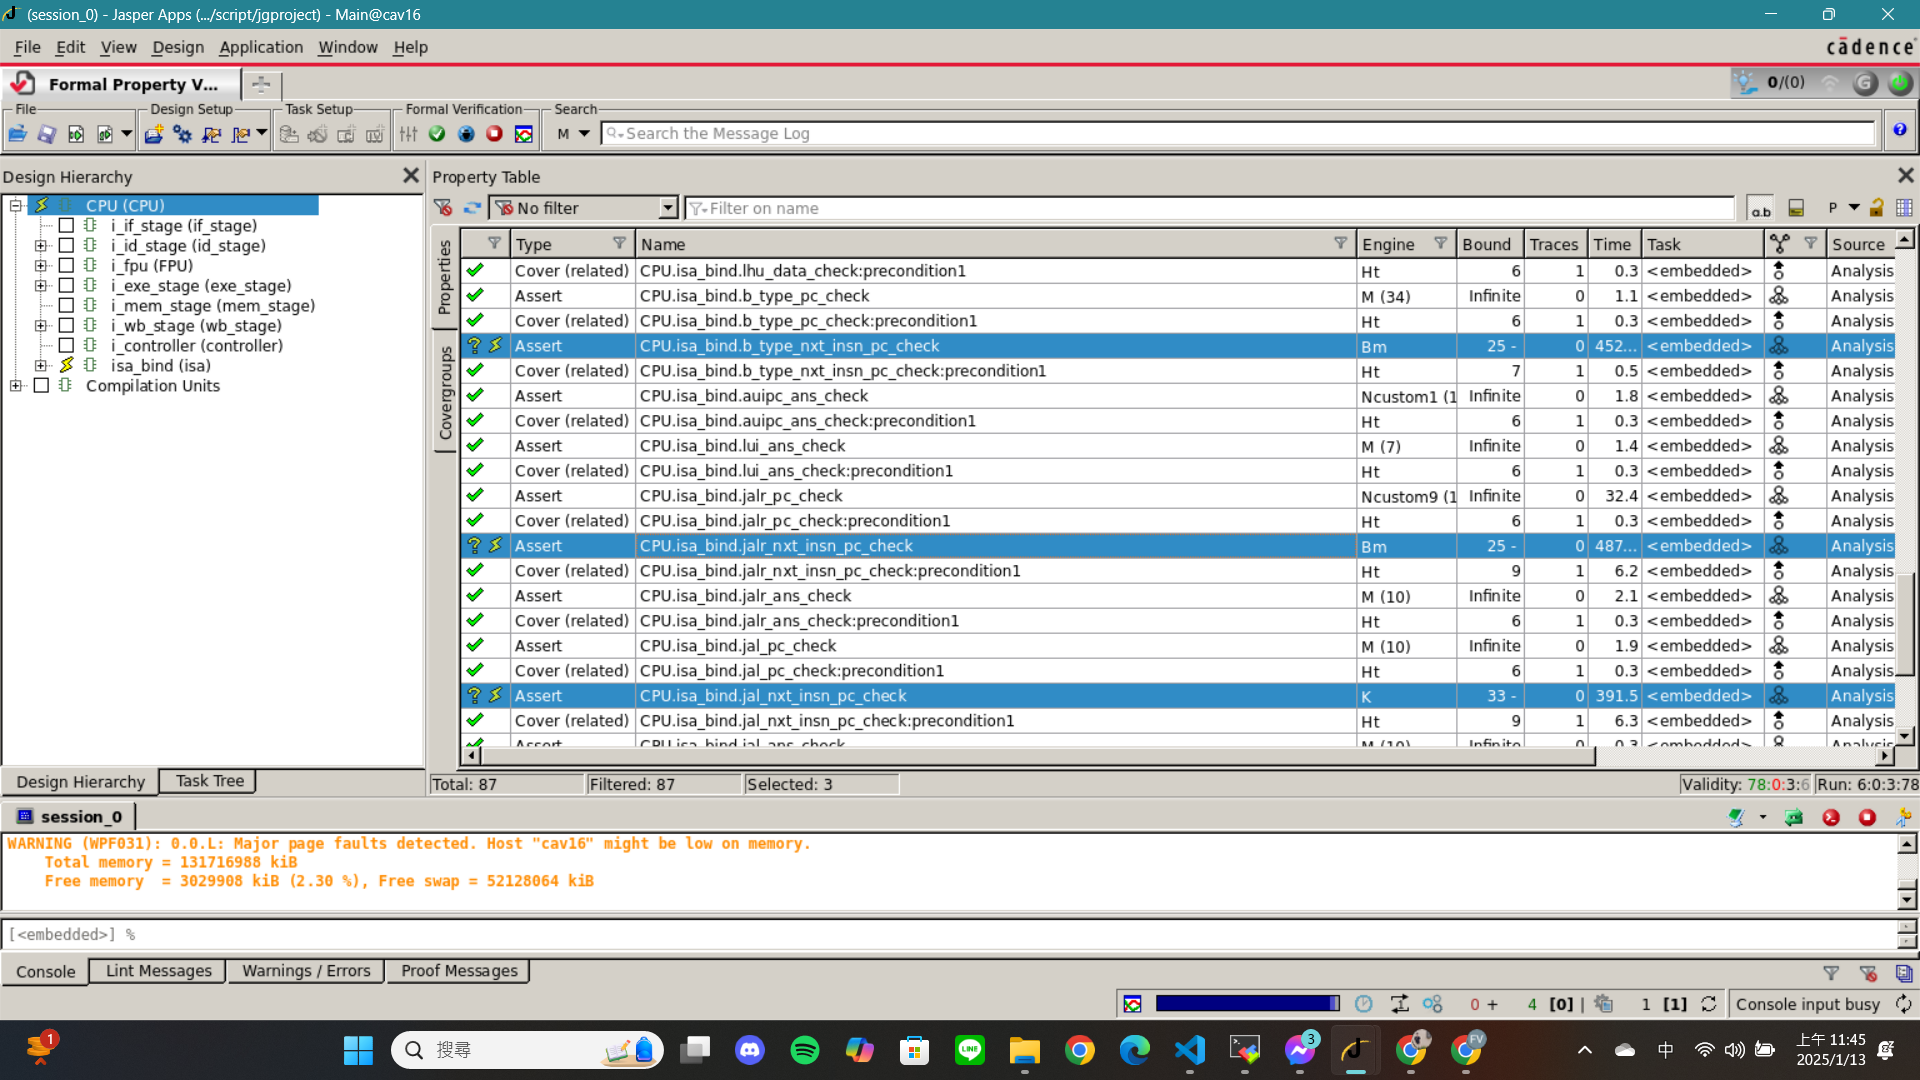 (session_0) - Jasper Apps (.../script/jgproject) - Main@cav16
File Edit View Design Application Window Help
cādence®
Formal Property V...
0/(0)
File Design Setup Task Setup Formal Verification Search
M Search the Message Log
Design Hierarchy
CPU (CPU)
i_if_stage (if_stage)
i_id_stage (id_stage)
i_fpu (FPU)
i_exe_stage (exe_stage)
i_mem_stage (mem_stage)
i_wb_stage (wb_stage)
i_controller (controller)
isa_bind (isa)
Compilation Units
Design Hierarchy Task Tree
Property Table
No filter Filter on name a.b P
Properties
Covergroups
Type Name Engine Bound Traces Time Task Source
Cover (related) CPU.isa_bind.lhu_data_check:precondition1 Ht 6 1 0.3 <embedded> Analysis
Assert CPU.isa_bind.b_type_pc_check M (34) Infinite 0 1.1 <embedded> Analysis
Cover (related) CPU.isa_bind.b_type_pc_check:precondition1 Ht 6 1 0.3 <embedded> Analysis
? Assert CPU.isa_bind.b_type_nxt_insn_pc_check Bm 25 - 0 452... <embedded> Analysis
Cover (related) CPU.isa_bind.b_type_nxt_insn_pc_check:precondition1 Ht 7 1 0.5 <embedded> Analysis
Assert CPU.isa_bind.auipc_ans_check Ncustom1 (1 Infinite 0 1.8 <embedded> Analysis
Cover (related) CPU.isa_bind.auipc_ans_check:precondition1 Ht 6 1 0.3 <embedded> Analysis
Assert CPU.isa_bind.lui_ans_check M (7) Infinite 0 1.4 <embedded> Analysis
Cover (related) CPU.isa_bind.lui_ans_check:precondition1 Ht 6 1 0.3 <embedded> Analysis
Assert CPU.isa_bind.jalr_pc_check Ncustom9 (1 Infinite 0 32.4 <embedded> Analysis
Cover (related) CPU.isa_bind.jalr_pc_check:precondition1 Ht 6 1 0.3 <embedded> Analysis
? Assert CPU.isa_bind.jalr_nxt_insn_pc_check Bm 25 - 0 487... <embedded> Analysis
Cover (related) CPU.isa_bind.jalr_nxt_insn_pc_check:precondition1 Ht 9 1 6.2 <embedded> Analysis
Assert CPU.isa_bind.jalr_ans_check M (10) Infinite 0 2.1 <embedded> Analysis
Cover (related) CPU.isa_bind.jalr_ans_check:precondition1 Ht 6 1 0.3 <embedded> Analysis
Assert CPU.isa_bind.jal_pc_check M (10) Infinite 0 1.9 <embedded> Analysis
Cover (related) CPU.isa_bind.jal_pc_check:precondition1 Ht 6 1 0.3 <embedded> Analysis
? Assert CPU.isa_bind.jal_nxt_insn_pc_check K 33 - 0 391.5 <embedded> Analysis
Cover (related) CPU.isa_bind.jal_nxt_insn_pc_check:precondition1 Ht 9 1 6.3 <embedded> Analysis
Assert CPU.isa_bind.jal_ans_check M (10) Infinite 0 0.3 <embedded> Analysis
Total: 87 Filtered: 87 Selected: 3 Validity: 78:0:3:6 Run: 6:0:3:78
session_0
WARNING (WPF031): 0.0.L: Major page faults detected. Host "cav16" might be low on memory.
Total memory = 131716988 kiB
Free memory = 3029908 kiB (2.30 %), Free swap = 52128064 kiB
[<embedded>] %
Console Lint Messages Warnings / Errors Proof Messages
0 + 4 [0] | 1 [1] Console input busy
1 搜尋 LINE 3 FV 中 上午 11:45
2025/1/13